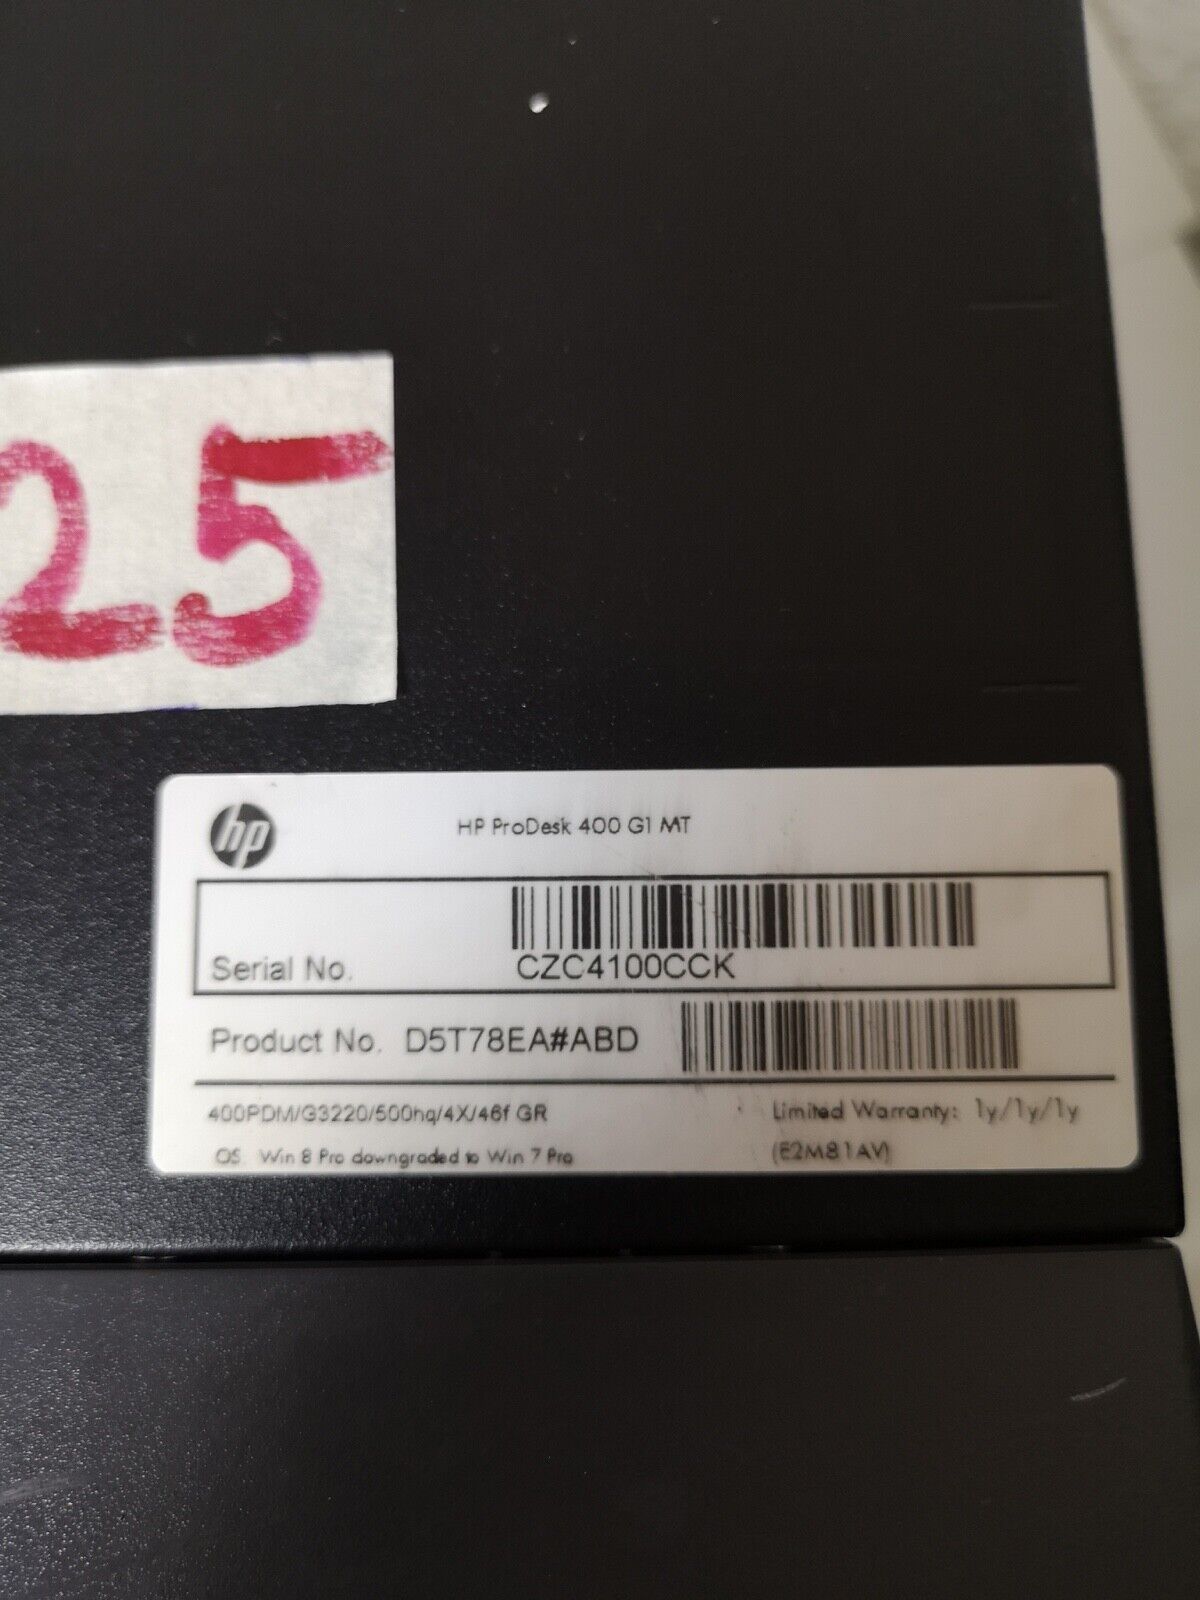 25
hp
HP ProDesk 400 G1 MT
Serial No. CZC4100CCK
Product No. D5T78EA#ABD
400PDM/G3220/500hq/4X/46f GR Limited Warranty: 1y/1y/1y
OS. Win 8 Pro downgraded to Win 7 Pro (E2M81AV)